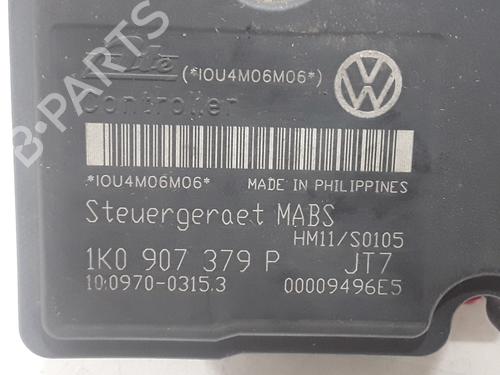 Ate (*IOU4M06M06*)
Controller
*IOU4M06M06* MADE IN PHILIPPINES
Steuergeraet MABS
HM11/S0105
1K0 907 379 P JT7
10.0970-0315.3 00009496E5
B-PARTS